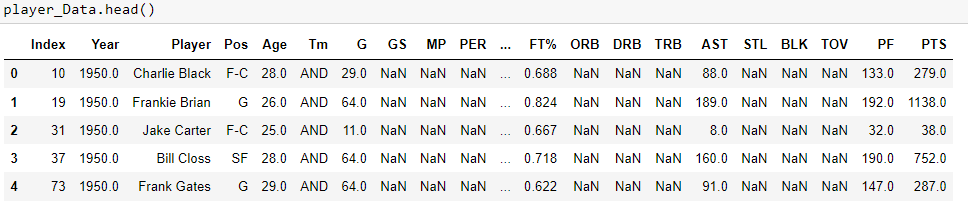 player_Data.head()
Index Year Player Pos Age Tm G GS MP PER ... FT% ORB DRB TRB AST STL BLK TOV PF PTS
0 10 1950.0 Charlie Black F-C 28.0 AND 29.0 NaN NaN NaN ... 0.688 NaN NaN NaN 88.0 NaN NaN NaN 133.0 279.0
1 19 1950.0 Frankie Brian G 26.0 AND 64.0 NaN NaN NaN ... 0.824 NaN NaN NaN 189.0 NaN NaN NaN 192.0 1138.0
2 31 1950.0 Jake Carter F-C 25.0 AND 11.0 NaN NaN NaN ... 0.667 NaN NaN NaN 8.0 NaN NaN NaN 32.0 38.0
3 37 1950.0 Bill Closs SF 28.0 AND 64.0 NaN NaN NaN ... 0.718 NaN NaN NaN 160.0 NaN NaN NaN 190.0 752.0
4 73 1950.0 Frank Gates G 29.0 AND 64.0 NaN NaN NaN ... 0.622 NaN NaN NaN 91.0 NaN NaN NaN 147.0 287.0